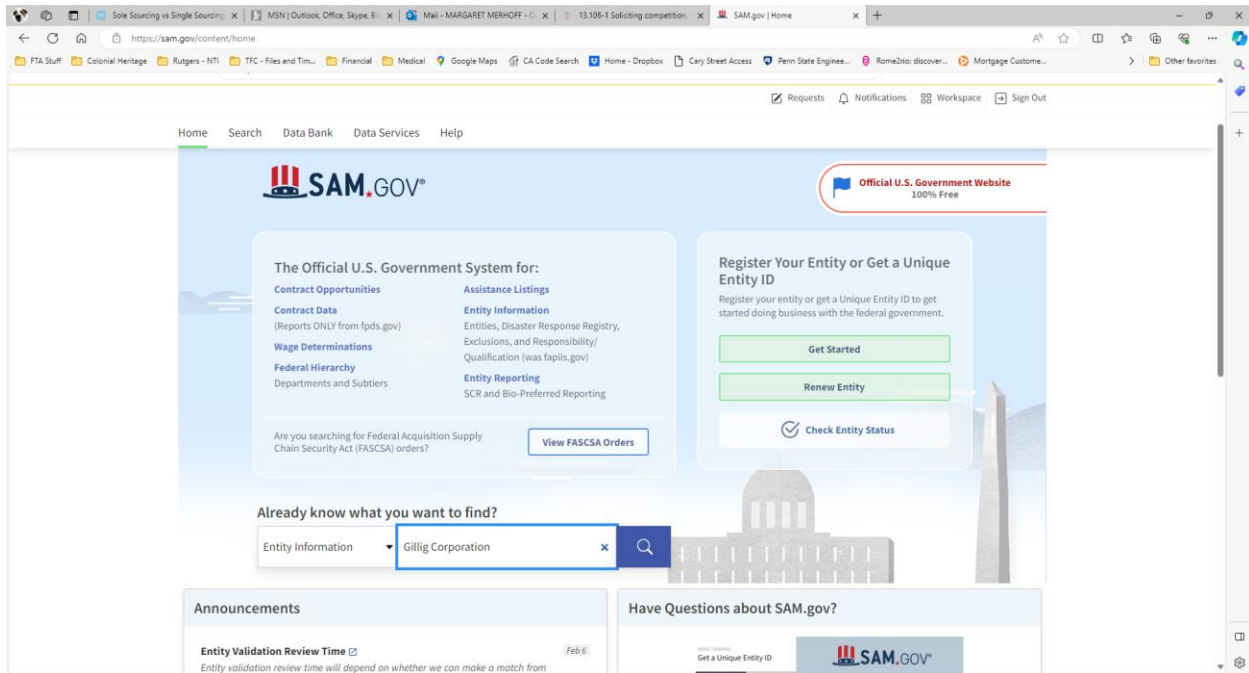 Sole Sourcing vs Single Sourcing
MSN | Outlook, Office, Skype, Bi
Mail - MARGARET MERHOFF - O
13.106-1 Soliciting competition.
SAM.gov | Home
https://sam.gov/content/home
FTA Stuff
Colonial Heritage
Rutgers - NTI
TFC - Files and Tim...
Financial
Medical
Google Maps
CA Code Search
Home - Dropbox
Cary Street Access
Penn State Enginee...
Rome2rio: discover...
Mortgage Custome...
Other favorites
Requests
Notifications
Workspace
Sign Out
Home
Search
Data Bank
Data Services
Help
SAM.GOV®
Official U.S. Government Website
100% Free
The Official U.S. Government System for:
Contract Opportunities
Contract Data
(Reports ONLY from fpds.gov)
Wage Determinations
Federal Hierarchy
Departments and Subtiers
Assistance Listings
Entity Information
Entities, Disaster Response Registry,
Exclusions, and Responsibility/
Qualification (was fapiis.gov)
Entity Reporting
SCR and Bio-Preferred Reporting
Are you searching for Federal Acquisition Supply
Chain Security Act (FASCSA) orders?
View FASCSA Orders
Register Your Entity or Get a Unique
Entity ID
Register your entity or get a Unique Entity ID to get
started doing business with the federal government.
Get Started
Renew Entity
Check Entity Status
Already know what you want to find?
Entity Information
Gillig Corporation
Announcements
Entity Validation Review Time
Feb 6
Entity validation review time will depend on whether we can make a match from
Have Questions about SAM.gov?
Get a Unique Entity ID
SAM.GOV®